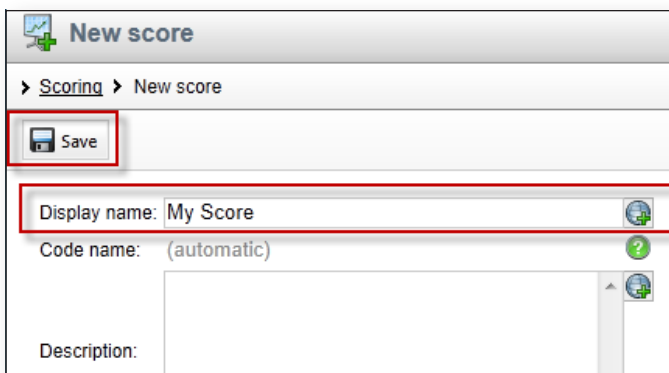 New score
Scoring New score
Save
Display name: My Score
Code name: (automatic)
Description: